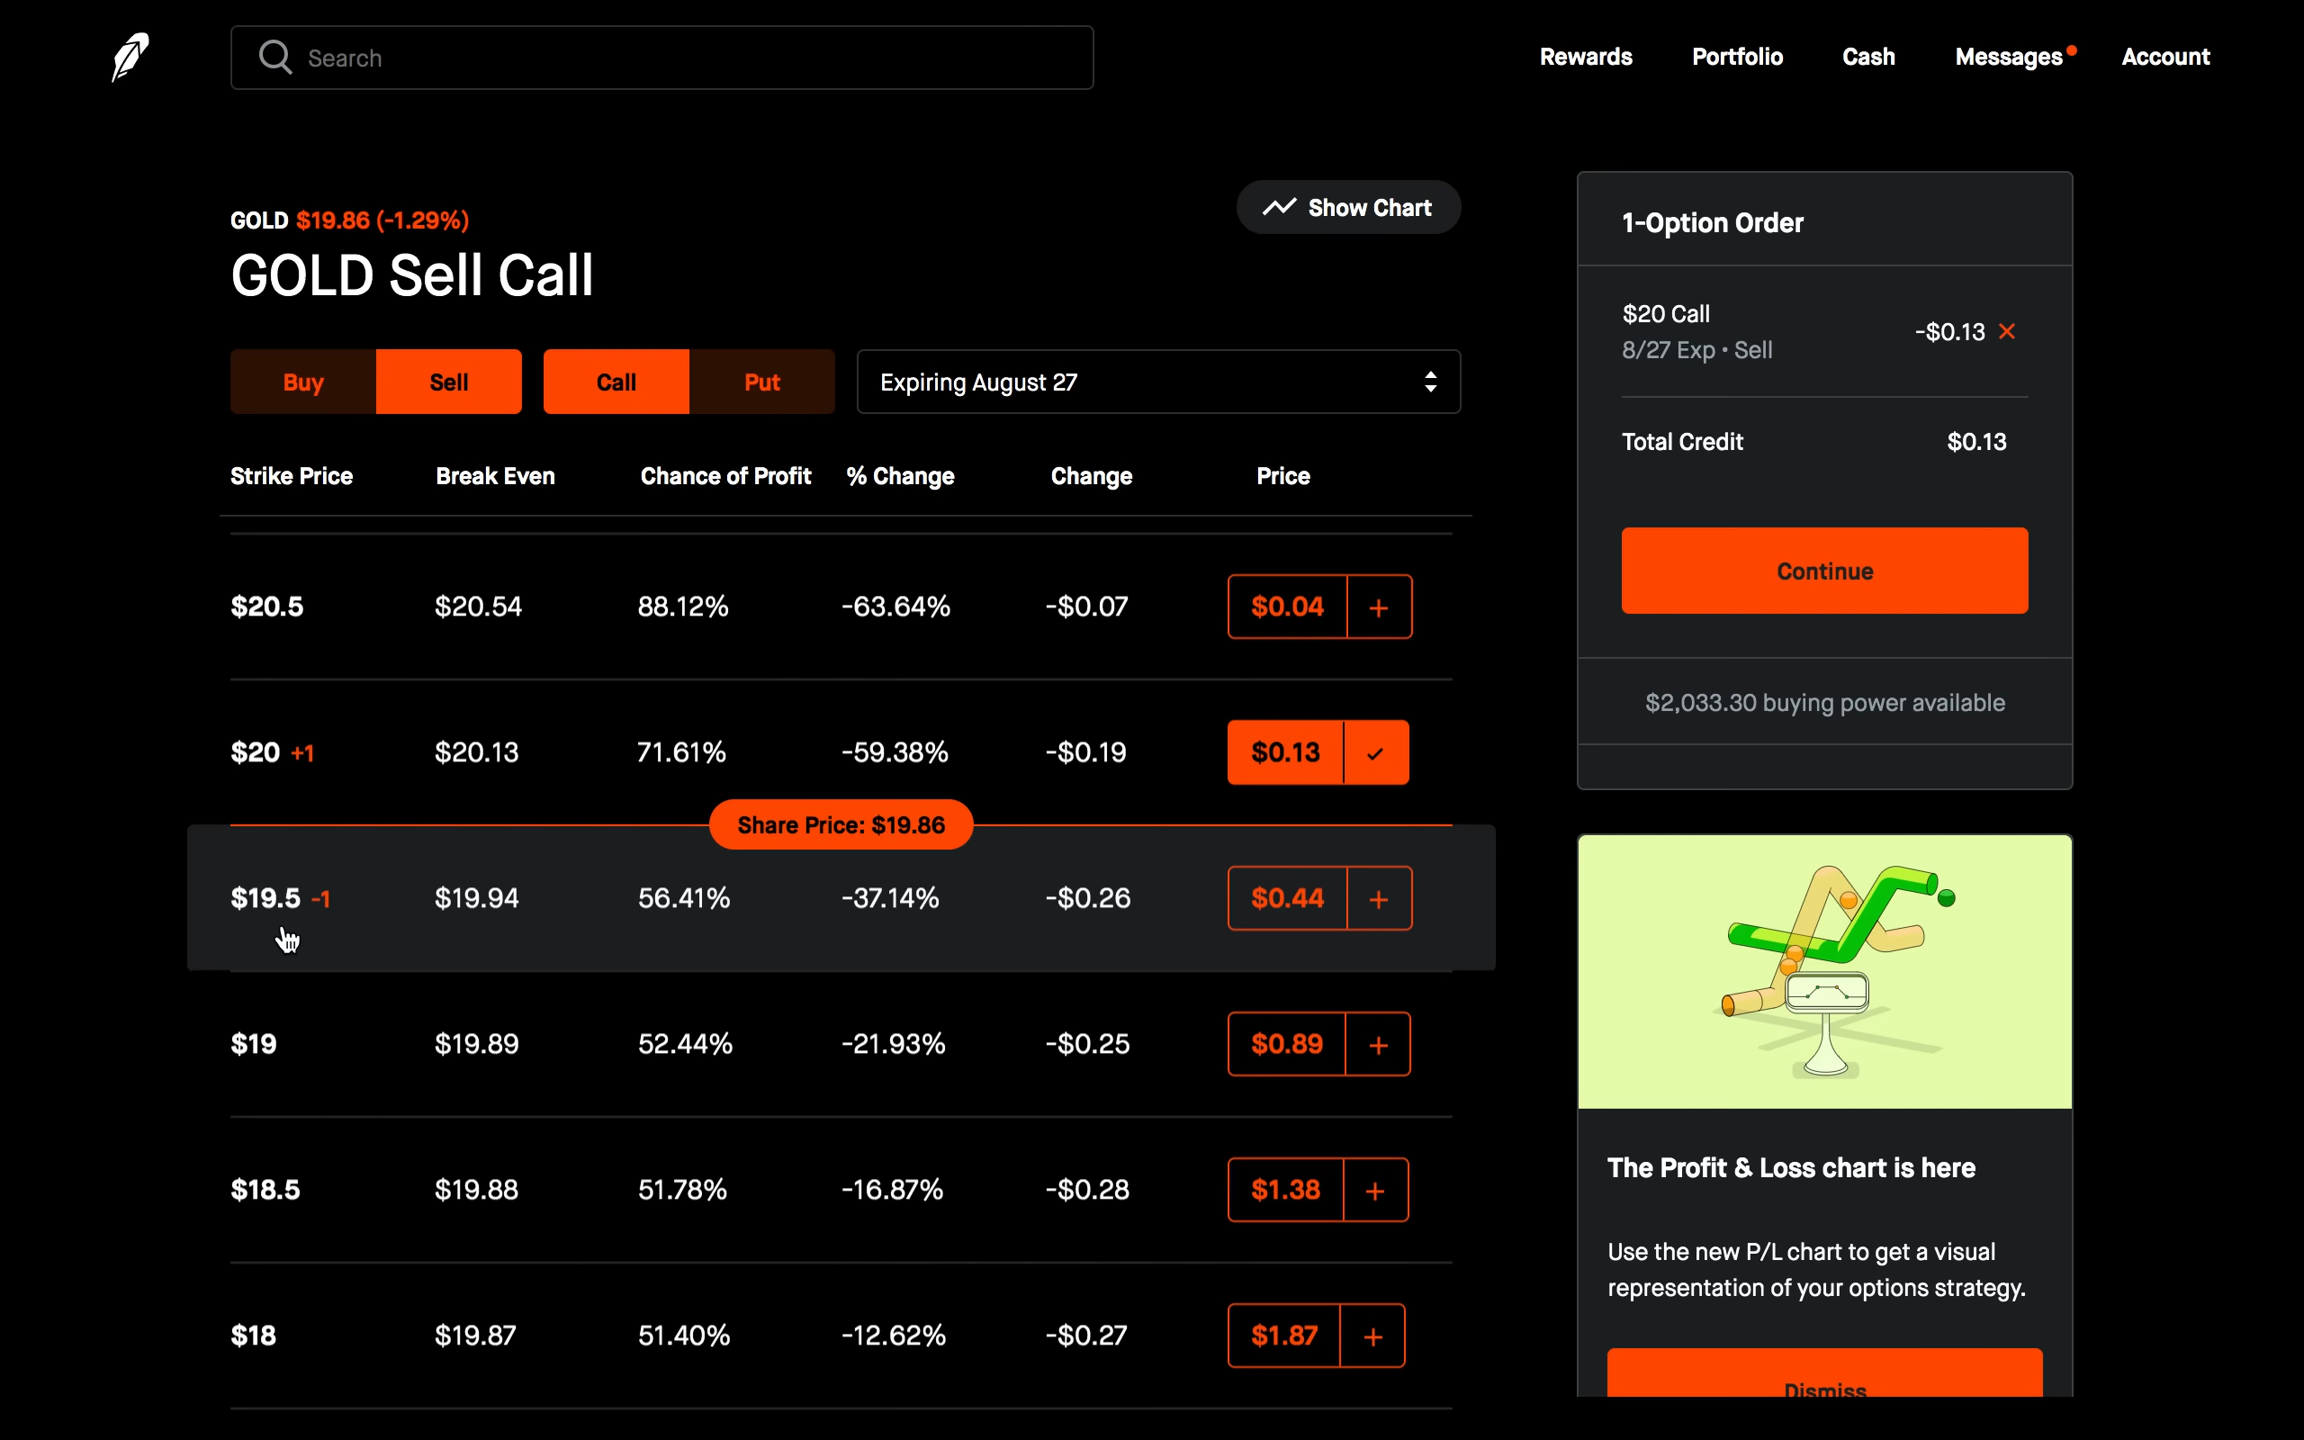 Search
Rewards
Portfolio
Cash
Messages
Account
GOLD $19.86 (-1.29%)
GOLD Sell Call
Show Chart
Buy
Sell
Call
Put
Expiring August 27
Strike Price Break Even Chance of Profit % Change Change Price
$20.5 $20.54 88.12% -63.64% -$0.07 $0.04 +
$20 +1 $20.13 71.61% -59.38% -$0.19 $0.13
Share Price: $19.86
$19.5 -1 $19.94 56.41% -37.14% -$0.26 $0.44 +
$19 $19.89 52.44% -21.93% -$0.25 $0.89 +
$18.5 $19.88 51.78% -16.87% -$0.28 $1.38 +
$18 $19.87 51.40% -12.62% -$0.27 $1.87 +
1-Option Order
$20 Call
8/27 Exp • Sell
-$0.13
Total Credit $0.13
Continue
$2,033.30 buying power available
The Profit & Loss chart is here
Use the new P/L chart to get a visual
representation of your options strategy.
Dismiss